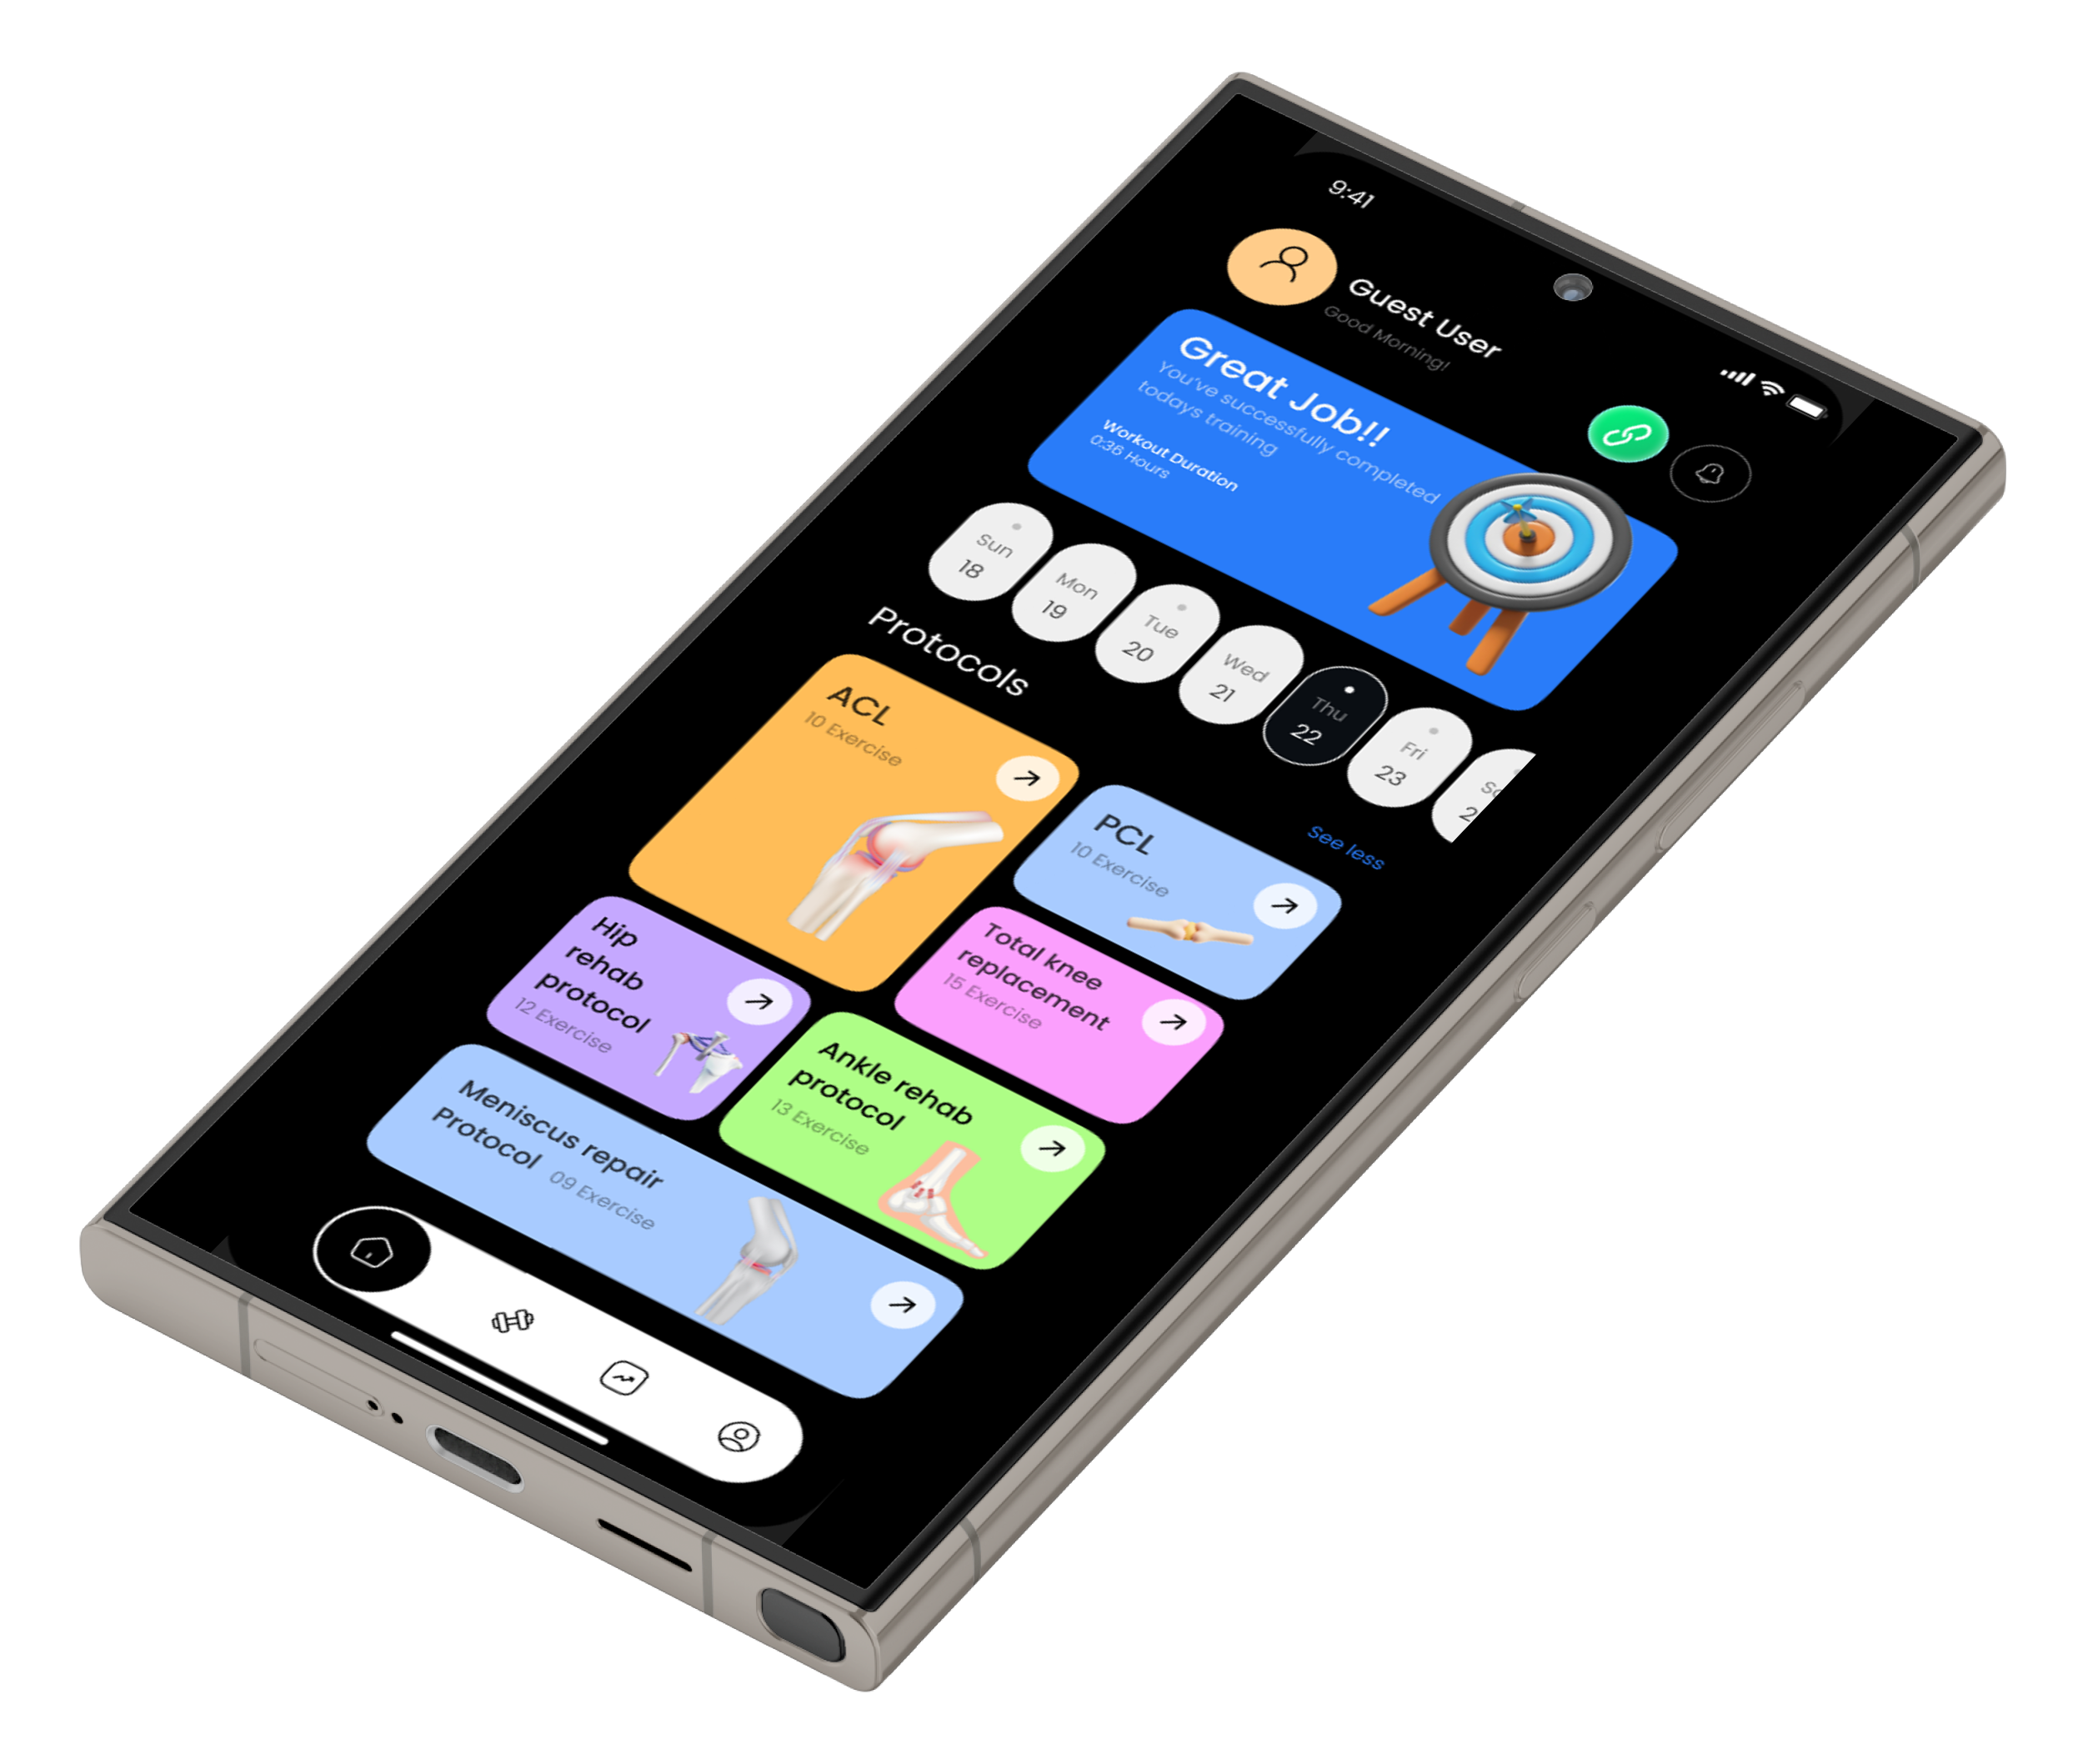 9:41
Guest User
Good Morning!
Great Job!!
You've successfully completed
todays training
Workout Duration
0:36 Hours
Sun
18
Mon
19
Tue
20
Wed
21
Thu
22
Fri
23
Protocols
See less
ACL
10 Exercise
PCL
10 Exercise
Total knee
replacement
15 Exercise
Hip
rehab
protocol
12 Exercise
Ankle rehab
protocol
13 Exercise
Meniscus repair
Protocol 09 Exercise